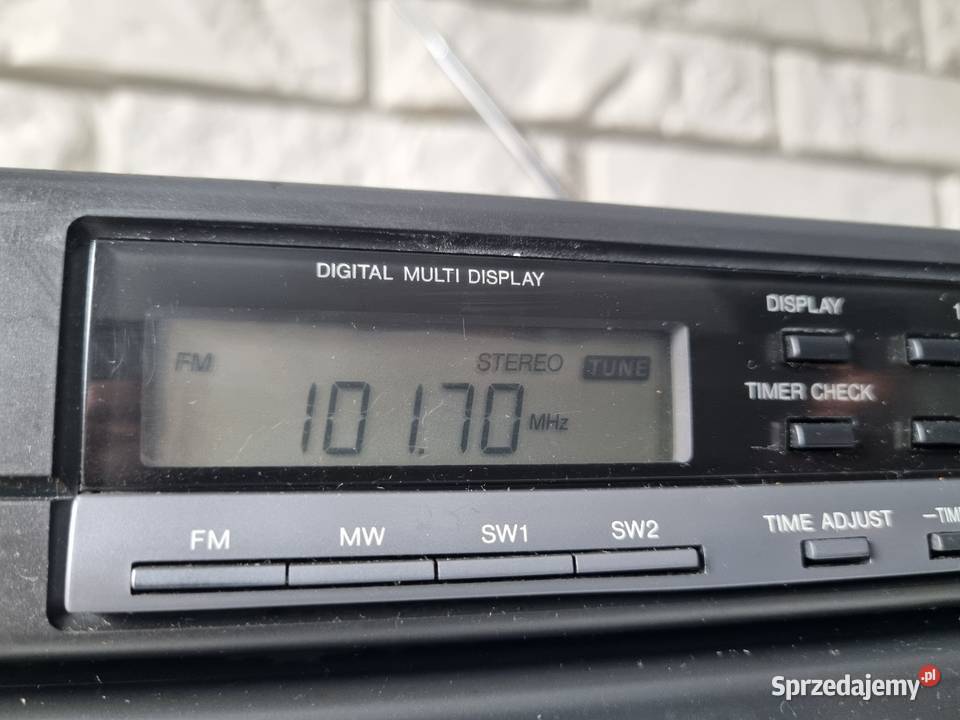 DIGITAL MULTI DISPLAY
DISPLAY
FM STEREO TUNE
101.70 MHz
TIMER CHECK
FM MW SW1 SW2
TIME ADJUST
Sprzedajemy.pl